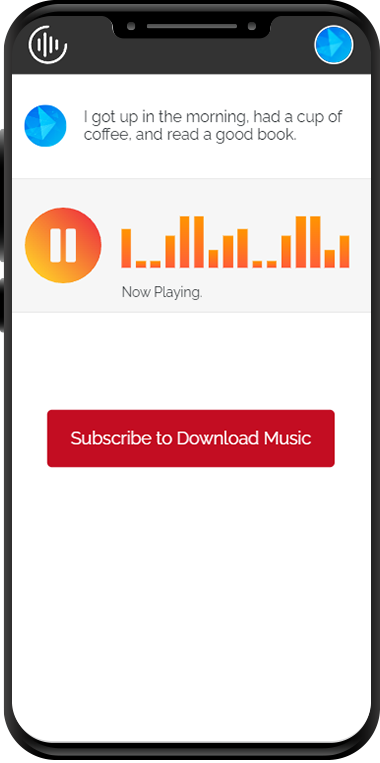 I got up in the morning, had a cup of
coffee, and read a good book.
Now Playing.
Subscribe to Download Music